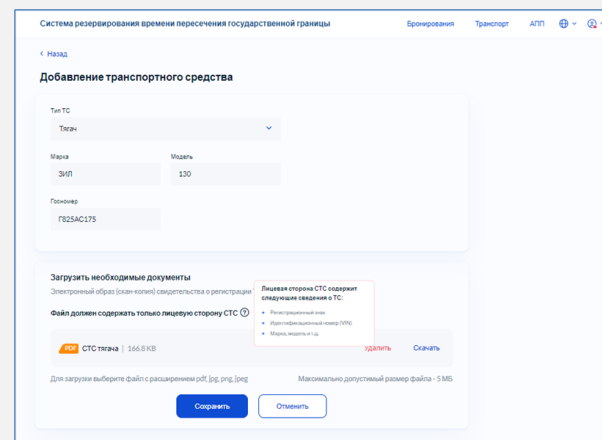 Система резервирования времени пересечения государственной границы
Бронирования Транспорт АПП
< Назад
Добавление транспортного средства
Тип ТС
Тягач
Марка Модель
ЗИЛ 130
Госномер
Г825АС175
Загрузить необходимые документы
Электронный образ (скан-копия) свидетельства о регистрации
Лицевая сторона СТС содержит
следующие сведения о ТС:
• Регистрационный знак
• Идентификационный номер (VIN)
• Марка, модель и т.д.
Файл должен содержать только лицевую сторону СТС ?
PDF СТС тягача | 166.8 KB Удалить Скачать
Для загрузки выберите файл с расширением pdf, jpg, png, jpeg Максимально допустимый размер файла - 5 МБ
Сохранить Отменить